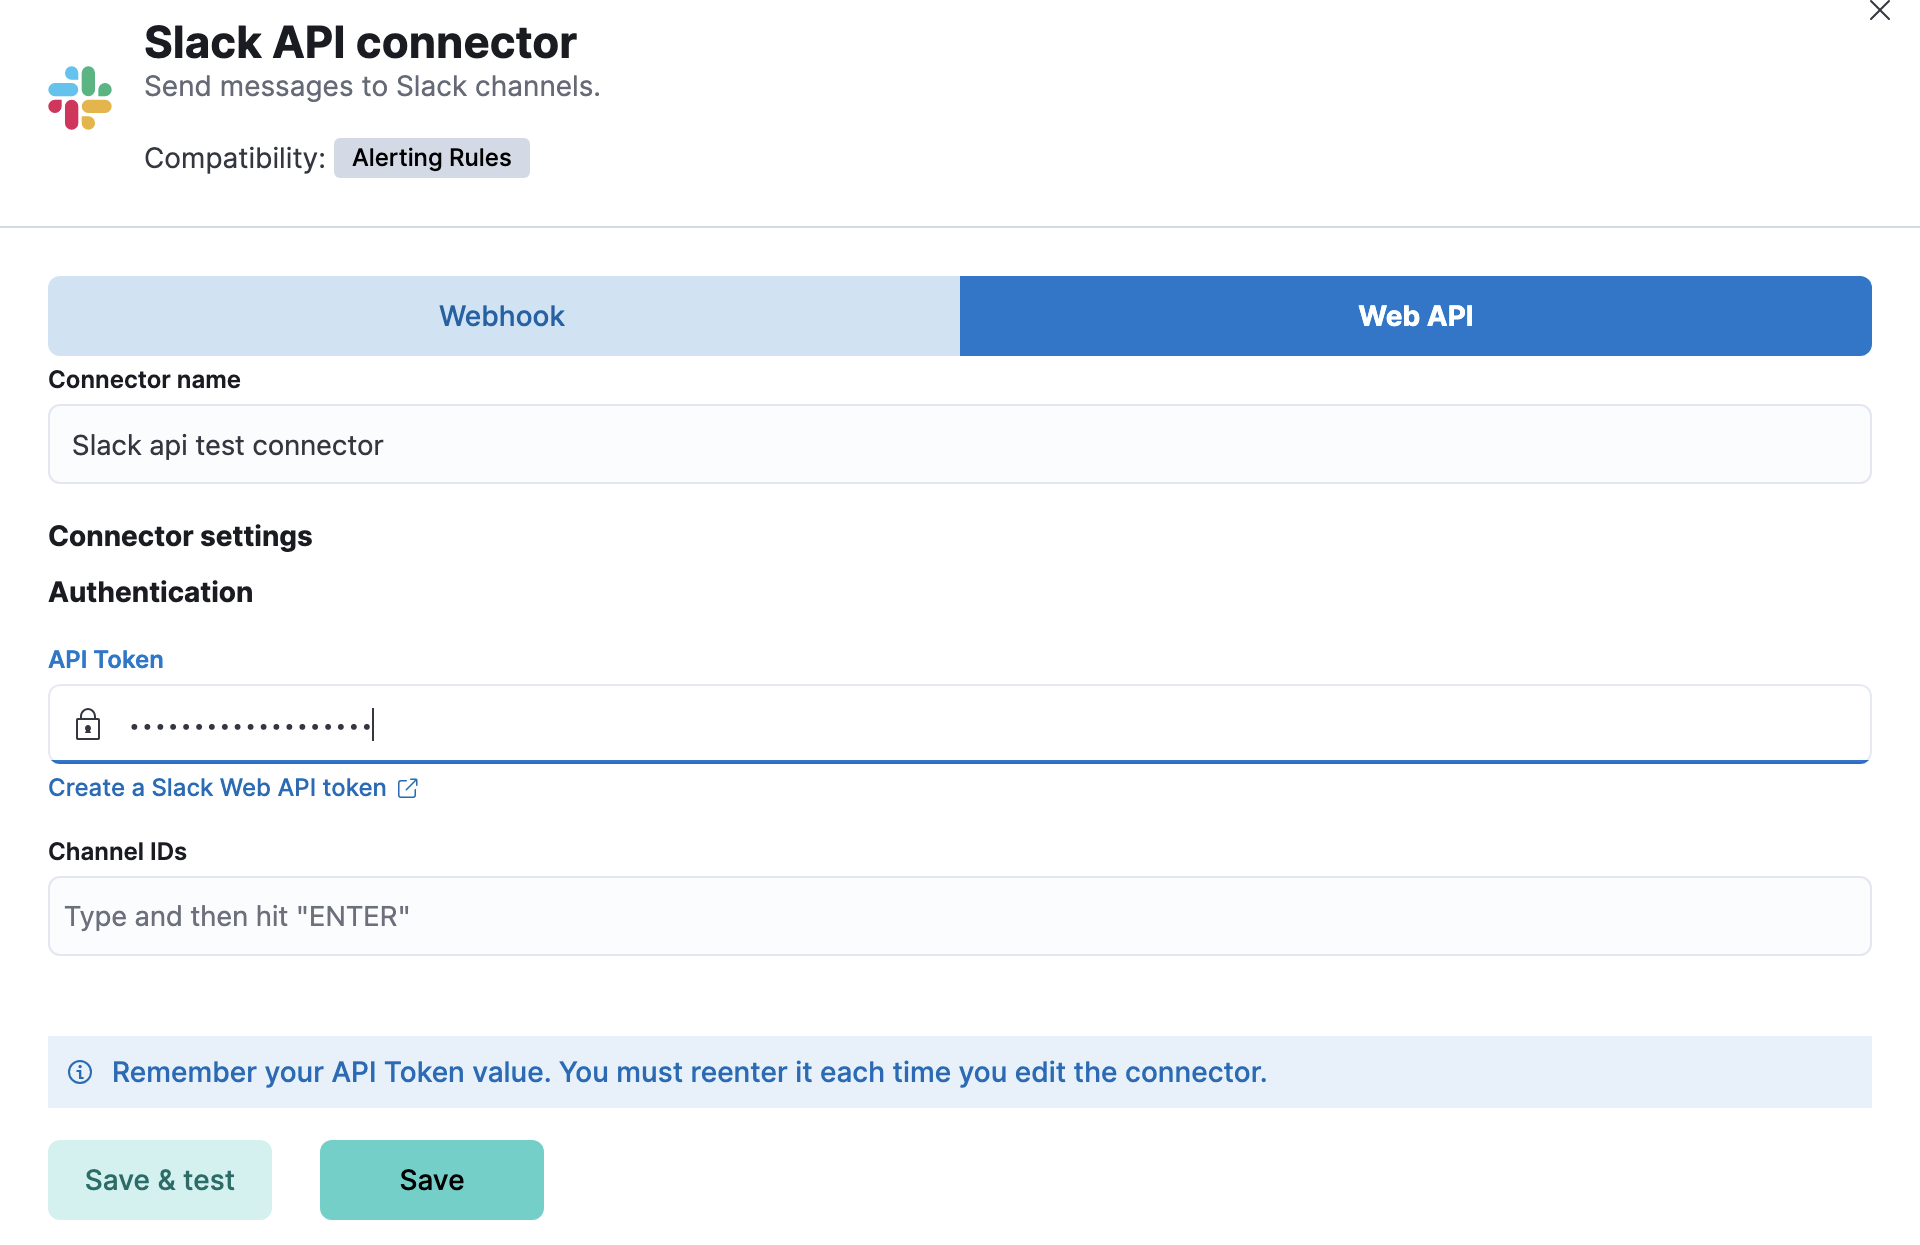 Slack API connector
Send messages to Slack channels.
Compatibility: Alerting Rules
Webhook
Web API
Connector name
Slack api test connector
Connector settings
Authentication
API Token
•••••••••••••••••••
Create a Slack Web API token
Channel IDs
Type and then hit "ENTER"
Remember your API Token value. You must reenter it each time you edit the connector.
Save & test
Save